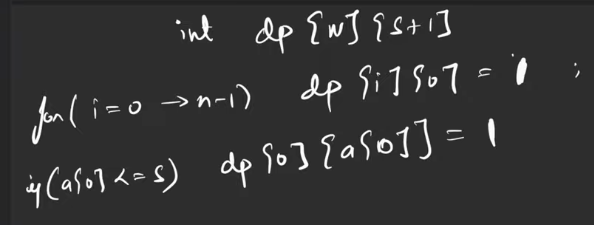 int dp [N] [S+1]
for( i=0 → n-1) dp [i] [0] = 1 ;
if (a[0] <= s) dp [0] [a[0]] = 1